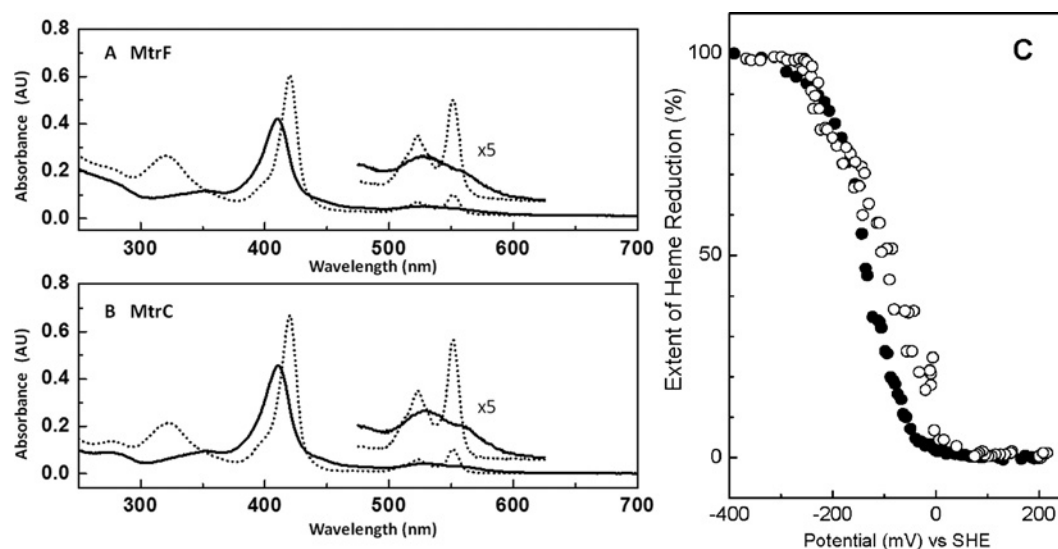 A MtrF
Absorbance (AU)
0.8
0.6
0.4
0.2
0.0
x5
300 400 500 600 700
Wavelength (nm)
B MtrC
Absorbance (AU)
0.8
0.6
0.4
0.2
0.0
x5
300 400 500 600 700
Wavelength (nm)
C
Extent of Heme Reduction (%)
100
50
0
-400 -200 0 200
Potential (mV) vs SHE